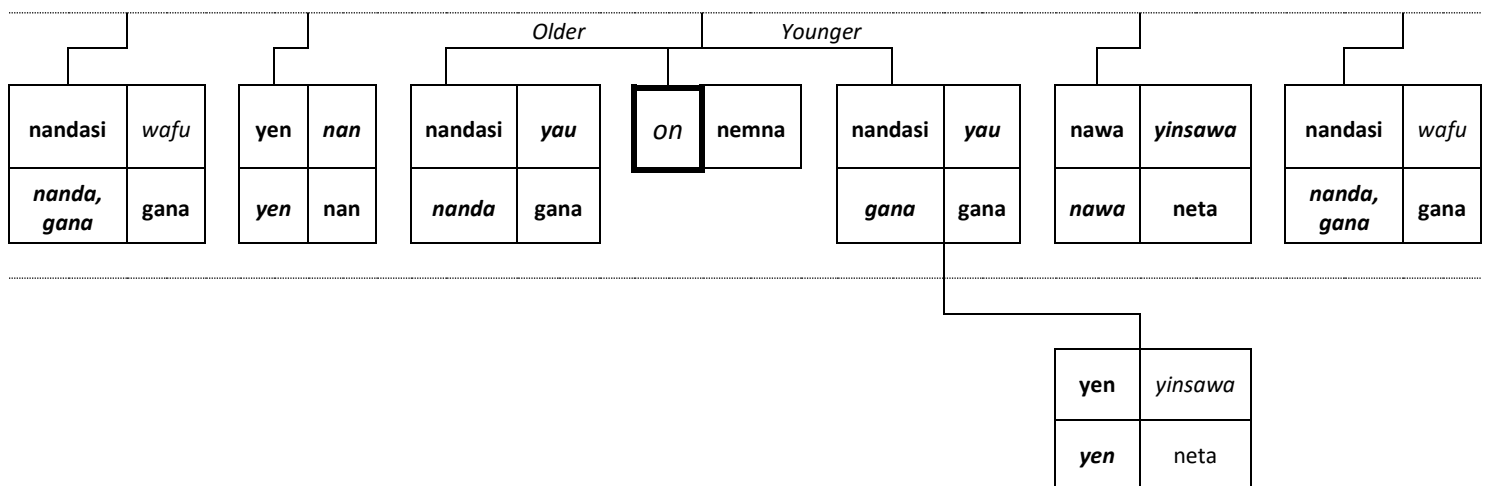 Older Younger
nandasi wafu yen nan nandasi yau on nemna nandasi yau nawa yinsawa nandasi wafu
nanda, gana gana yen nan nanda gana gana gana nawa neta nanda, gana gana
yen yinsawa
yen neta